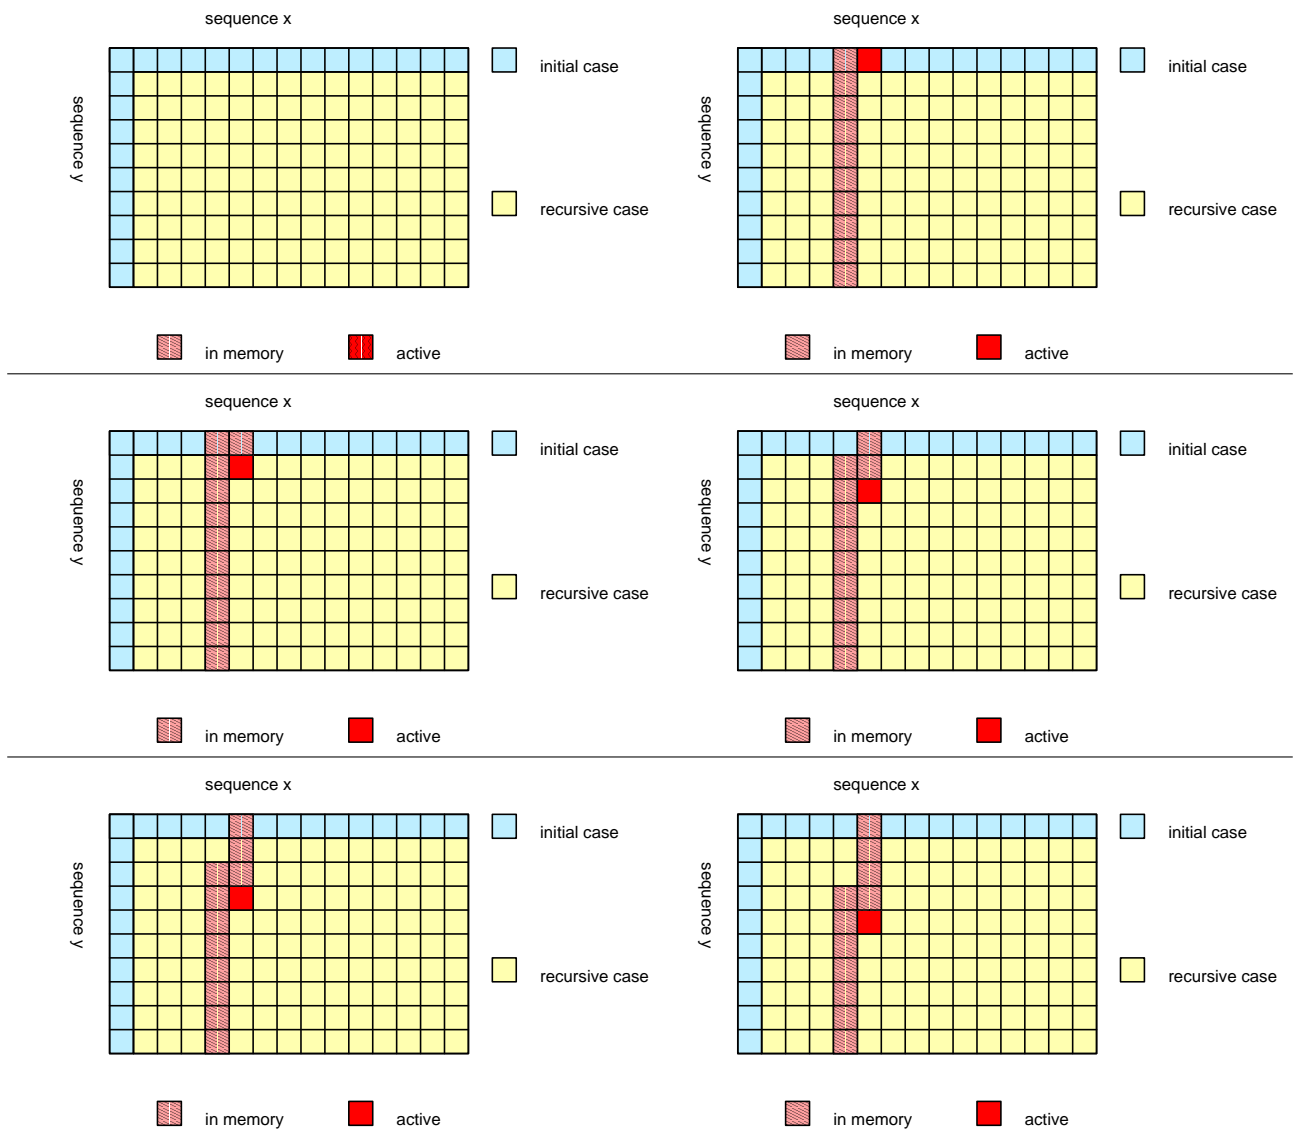 sequence x
sequence x
initial case
initial case
sequence y
sequence y
recursive case
recursive case
in memory
active
in memory
active
sequence x
sequence x
initial case
initial case
sequence y
sequence y
recursive case
recursive case
in memory
active
in memory
active
sequence x
sequence x
initial case
initial case
sequence y
sequence y
recursive case
recursive case
in memory
active
in memory
active